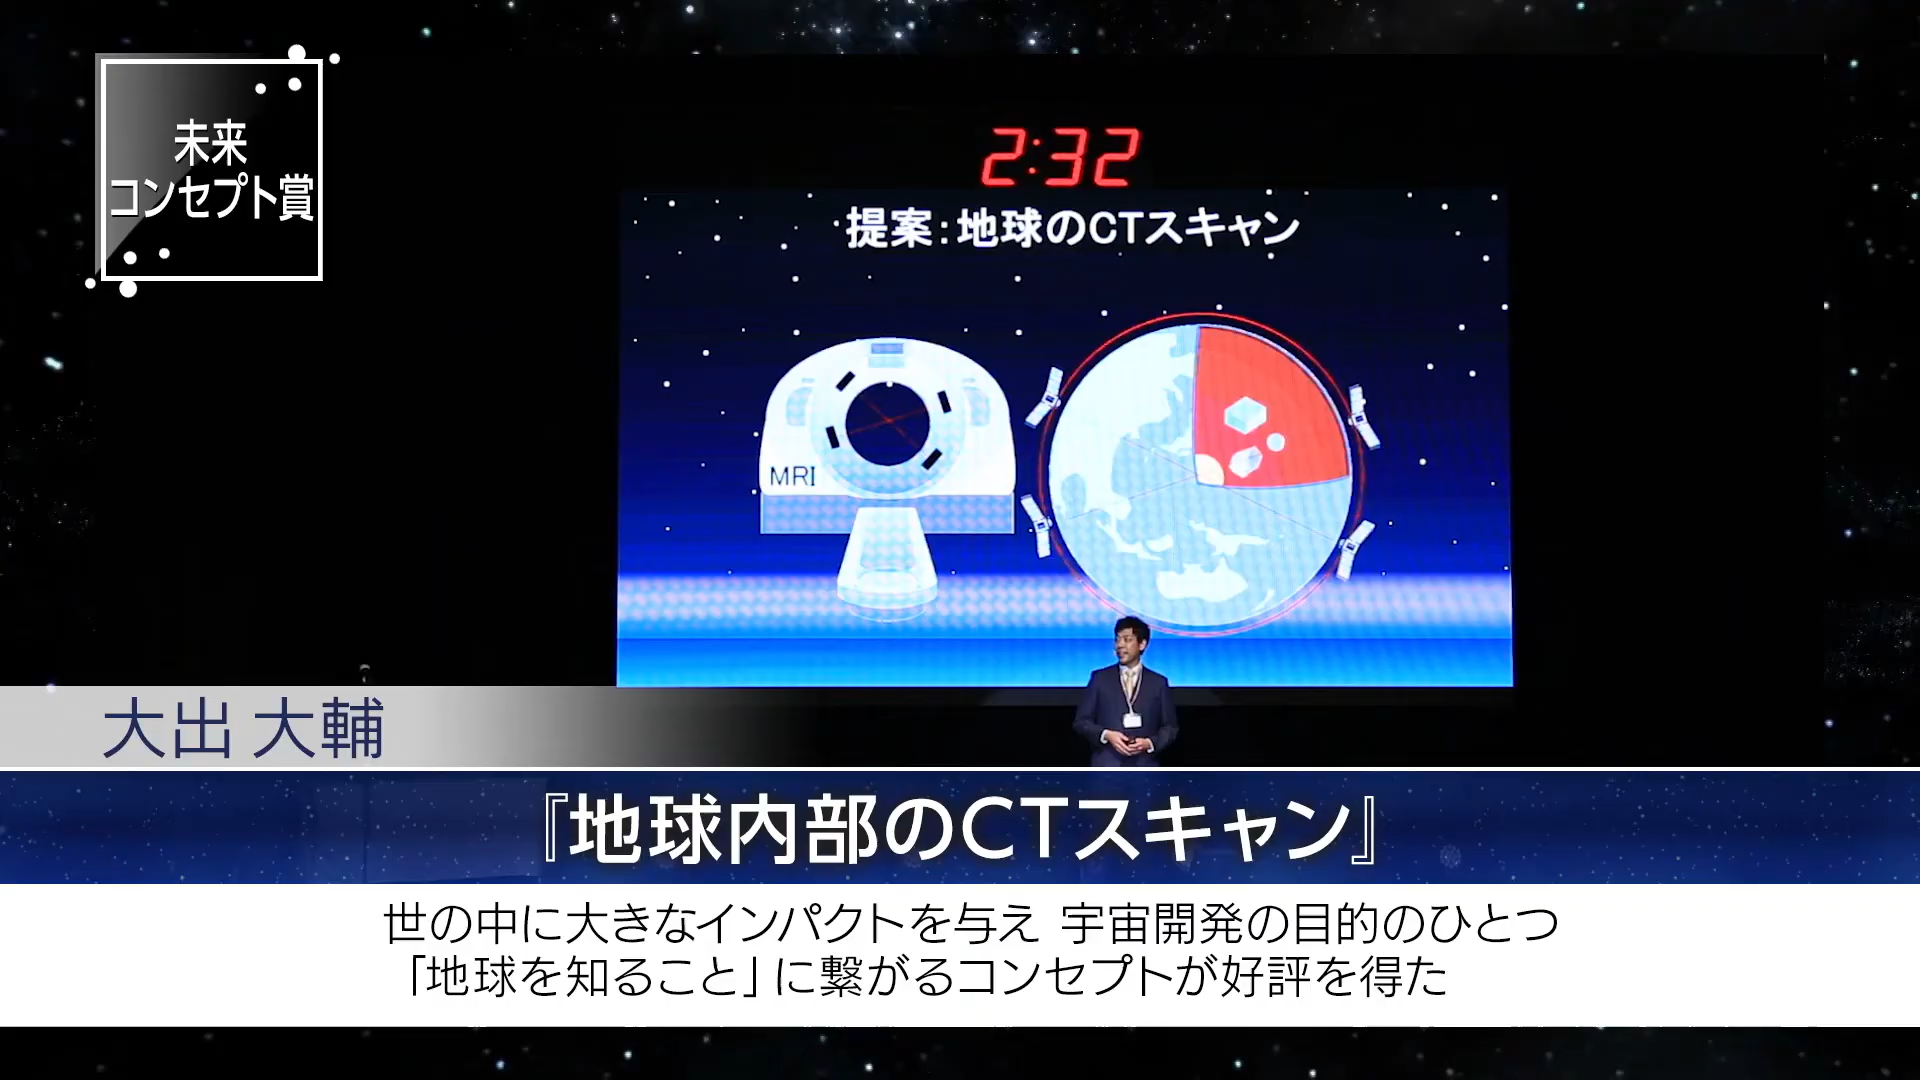 未来
コンセプト賞
2:32
提案:地球のCTスキャン
MRI
大出 大輔
『地球内部のCTスキャン』
世の中に大きなインパクトを与え 宇宙開発の目的のひとつ
「地球を知ること」に繋がるコンセプトが好評を得た